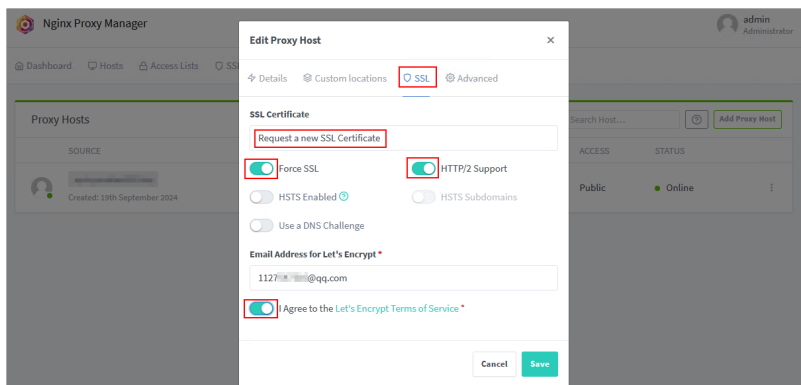 Nginx Proxy Manager
admin
Administrator
Dashboard Hosts Access Lists SS
Edit Proxy Host ×
Details Custom locations SSL Advanced
Proxy Hosts Search Host... Add Proxy Host
SOURCE ACCESS STATUS
Created: 19th September 2024 Public Online
SSL Certificate
Request a new SSL Certificate
Force SSL HTTP/2 Support
HSTS Enabled HSTS Subdomains
Use a DNS Challenge
Email Address for Let's Encrypt *
1127 @qq.com
I Agree to the Let's Encrypt Terms of Service *
Cancel Save